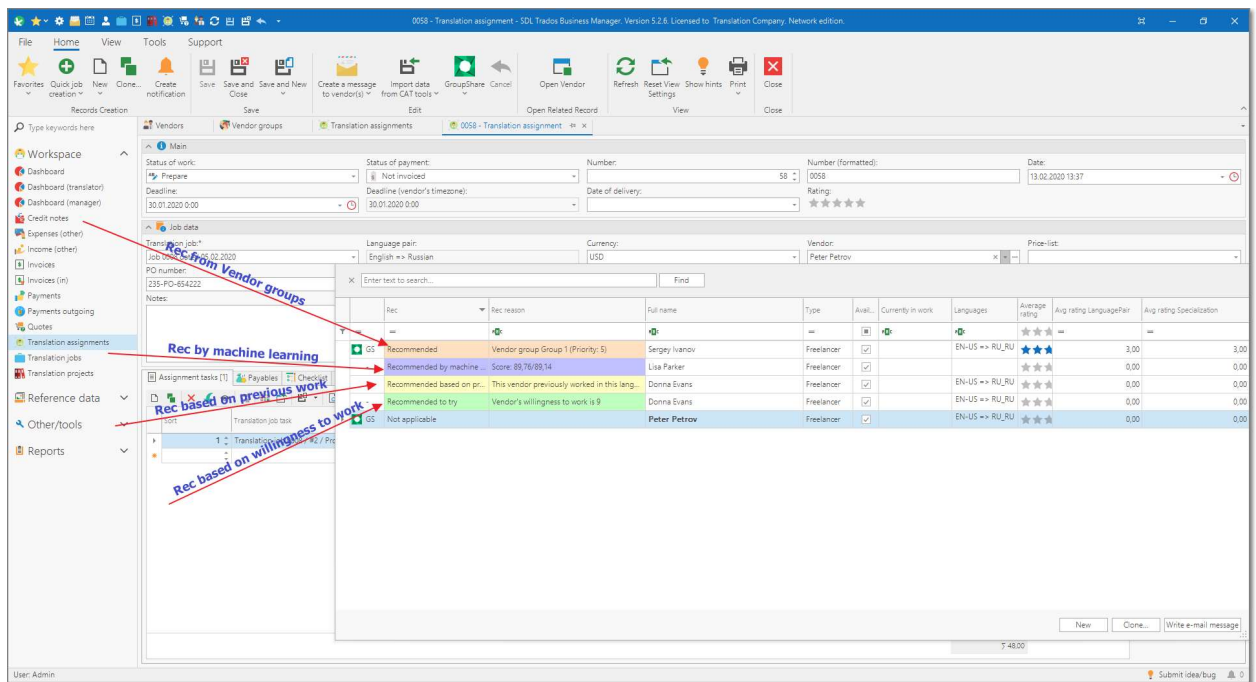 0058 - Translation assignment - SDL Trados Business Manager. Version 5.2.6. Licensed to Translation Company. Network edition.
File Home View Tools Support
Favorites Quick job creation New Clone... Create notification Save Save and Close Save and New Create a message to vendor(s) Import data from CAT tools GroupShare Cancel Open Vendor Refresh Reset View Settings Show hints Print Close
Records Creation Save Edit Open Related Record View Close
Type keywords here
Vendors Vendor groups Translation assignments 0058 - Translation assignment
Workspace
Dashboard
Dashboard (translator)
Dashboard (manager)
Credit notes
Expenses (other)
Income (other)
Invoices
Invoices (in)
Payments
Payments outgoing
Quotes
Translation assignments
Translation jobs
Translation projects
Reference data
Other/tools
Reports
Main
Status of work: Status of payment: Number: Number (formatted): Date:
Prepare Not invoiced 58 0058 13.02.2020 13:37
Deadline: Deadline (vendor's timezone): Date of delivery: Rating:
30.01.2020 0:00 30.01.2020 0:00
Job data
Translation job:* Language pair: Currency: Vendor: Price-list:
English => Russian USD Peter Petrov
PO number:
235-PO-654222
Notes:
Rec from Vendor groups
Rec by machine learning
Rec based on previous work
Rec based on willingness to work
Assignment tasks [1] Payables Checklist
Sort Translation job task
1
Enter text to search... Find
Rec Rec reason Full name Type Avail... Currently in work Languages Average rating Avg rating LanguagePair Avg rating Specialization
GS Recommended Vendor group Group 1 (Priority: 5) Sergey Ivanov Freelancer EN-US => RU_RU 3,00 3,00
Recommended by machine ... Score: 89,76/89,14 Lisa Parker Freelancer 0,00 0,00
Recommended based on pr... This vendor previously worked in this lang... Donna Evans Freelancer EN-US => RU_RU 0,00 0,00
Recommended to try Vendor's willingness to work is 9 Donna Evans Freelancer EN-US => RU_RU 0,00 0,00
GS Not applicable Peter Petrov Freelancer EN-US => RU_RU 0,00 0,00
New Clone... Write e-mail message
∑ 48,00
User: Admin Submit idea/bug 0